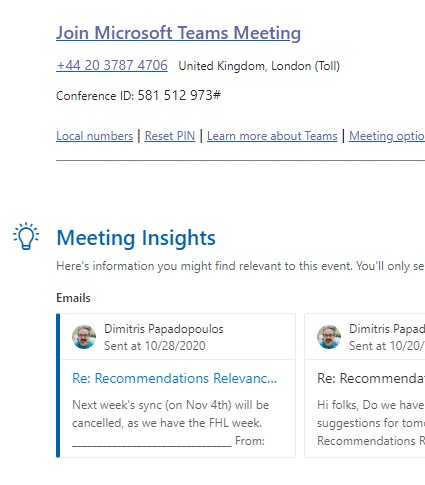 Join Microsoft Teams Meeting
+44 20 3787 4706 United Kingdom, London (Toll)
Conference ID: 581 512 973#
Local numbers | Reset PIN | Learn more about Teams | Meeting optio
Meeting Insights
Here's information you might find relevant to this event. You'll only se
Emails
Dimitris Papadopoulos
Sent at 10/28/2020
Re: Recommendations Relevanc...
Next week's sync (on Nov 4th) will be
cancelled, as we have the FHL week.
________________________________ From:
Dimitris Papad
Sent at 10/20/
Re: Recommenda
Hi folks, Do we have
suggestions for tomo
Recommendations R